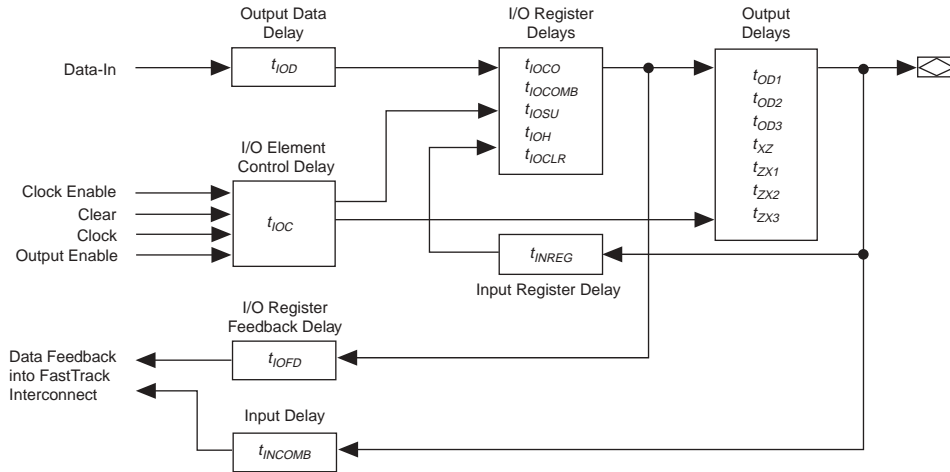 Output Data
Delay
I/O Register
Delays
Output
Delays
Data-In
tIOD
tIOCO
tIOCOMB
tIOSU
tIOH
tIOCLR
tOD1
tOD2
tOD3
tXZ
tZX1
tZX2
tZX3
I/O Element
Control Delay
Clock Enable
Clear
Clock
Output Enable
tIOC
tINREG
Input Register Delay
I/O Register
Feedback Delay
tIOFD
Data Feedback
into FastTrack
Interconnect
Input Delay
tINCOMB